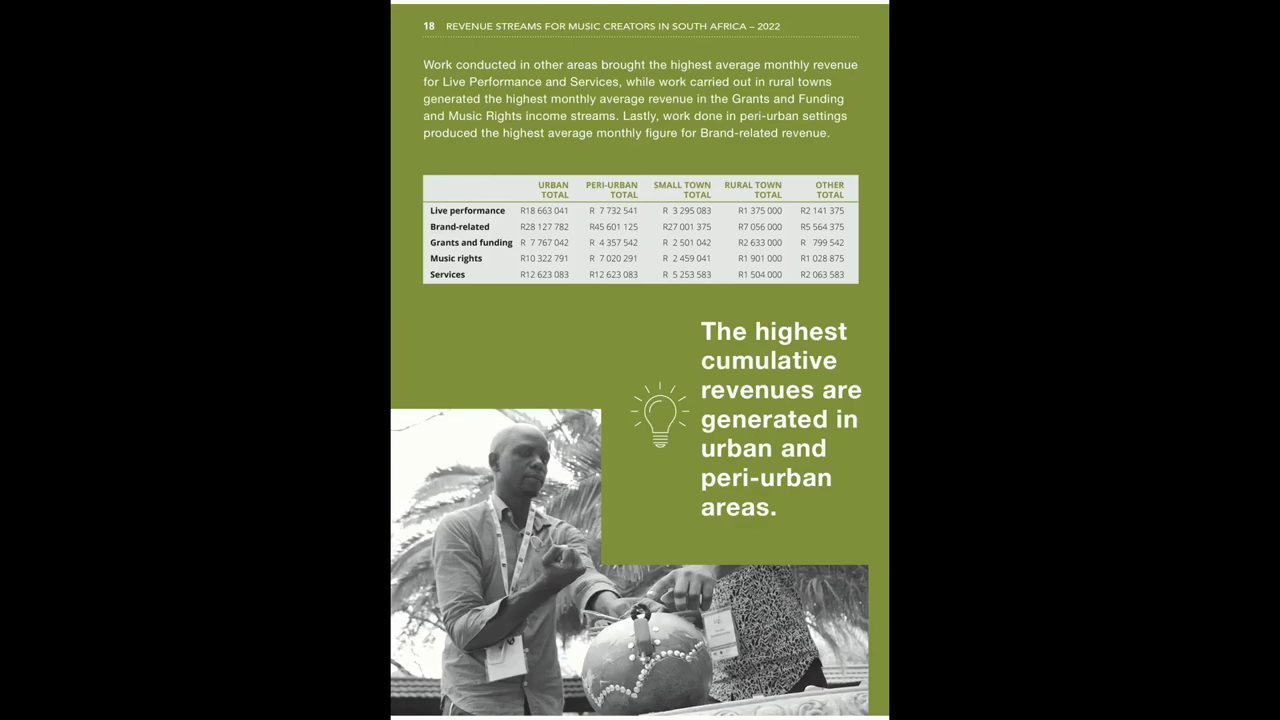 18 REVENUE STREAMS FOR MUSIC CREATORS IN SOUTH AFRICA – 2022
Work conducted in other areas brought the highest average monthly revenue
for Live Performance and Services, while work carried out in rural towns
generated the highest monthly average revenue in the Grants and Funding
and Music Rights income streams. Lastly, work done in peri-urban settings
produced the highest average monthly figure for Brand-related revenue.
URBAN TOTAL PERI-URBAN TOTAL SMALL TOWN TOTAL RURAL TOWN TOTAL OTHER TOTAL
Live performance R18 663 041 R 7 732 541 R 3 295 083 R1 375 000 R2 141 375
Brand-related R28 127 782 R45 601 125 R27 001 375 R7 056 000 R5 564 375
Grants and funding R 7 767 042 R 4 357 542 R 2 501 042 R2 633 000 R 799 542
Music rights R10 322 791 R 7 020 291 R 2 459 041 R1 901 000 R1 028 875
Services R12 623 083 R12 623 083 R 5 253 583 R1 504 000 R2 063 583
The highest
cumulative
revenues are
generated in
urban and
peri-urban
areas.